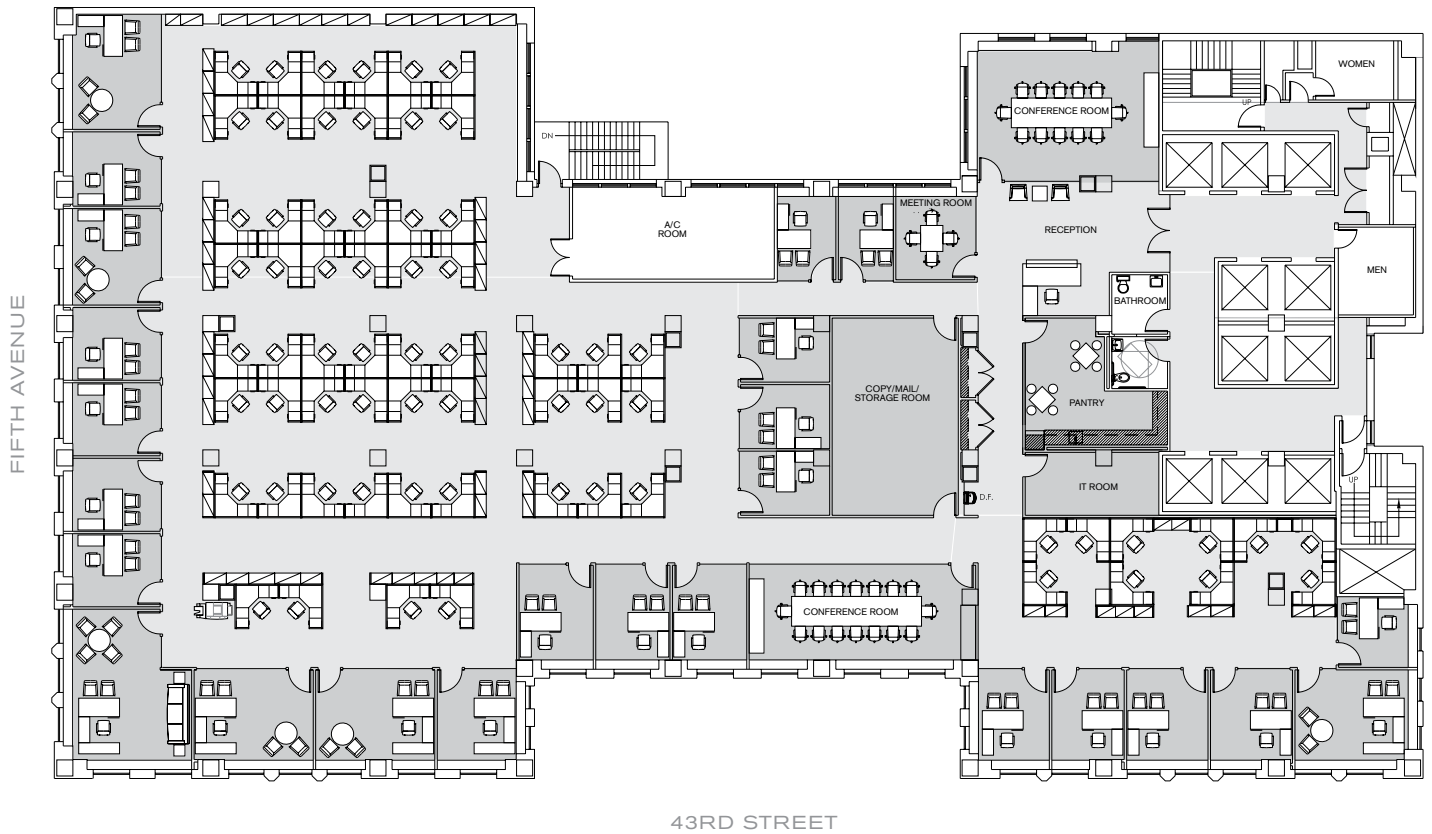 WOMEN
UP
CONFERENCE ROOM
DN
MEETING ROOM
A/C
ROOM
RECEPTION
MEN
BATHROOM
FIFTH AVENUE
COPY/MAIL/
STORAGE ROOM
PANTRY
UP
IT ROOM
D.F.
CONFERENCE ROOM
43RD STREET